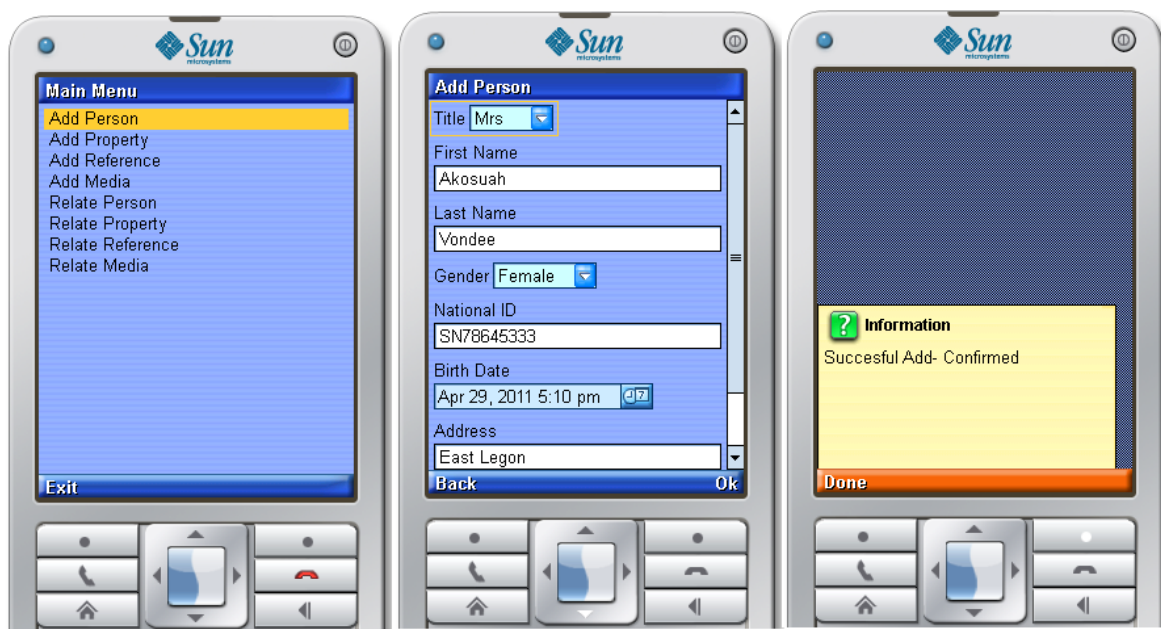 Sun
microsystems
Main Menu
Add Person
Add Property
Add Reference
Add Media
Relate Person
Relate Property
Relate Reference
Relate Media
Exit
Sun
microsystems
Add Person
Title Mrs
First Name
Akosuah
Last Name
Vondee
Gender Female
National ID
SN78645333
Birth Date
Apr 29, 2011 5:10 pm
Address
East Legon
Back Ok
Sun
microsystems
Information
Succesful Add- Confirmed
Done